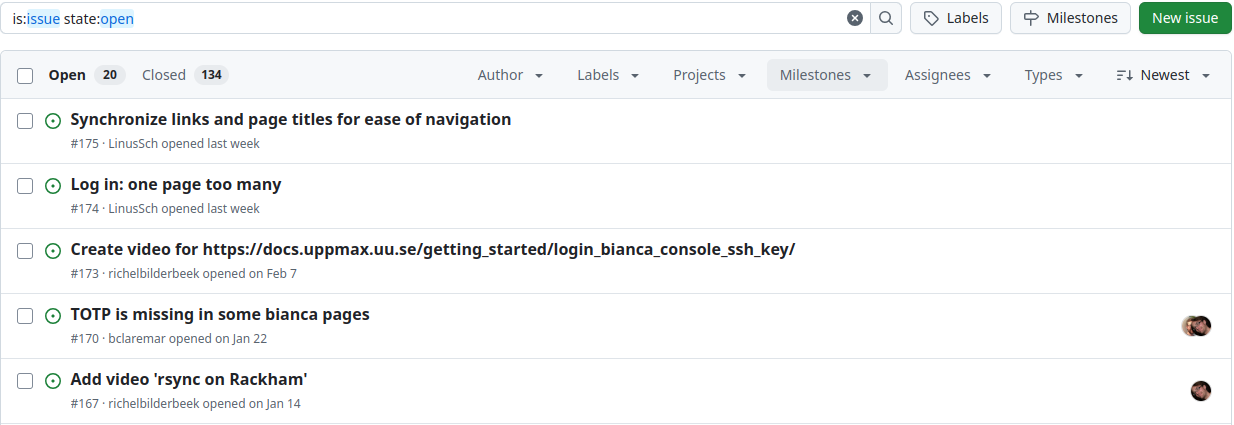 is:issue state:open
Labels
Milestones
New issue
Open 20 Closed 134 Author Labels Projects Milestones Assignees Types Newest
Synchronize links and page titles for ease of navigation
#175 · LinusSch opened last week
Log in: one page too many
#174 · LinusSch opened last week
Create video for https://docs.uppmax.uu.se/getting_started/login_bianca_console_ssh_key/
#173 · richelbilderbeek opened on Feb 7
TOTP is missing in some bianca pages
#170 · bclaremar opened on Jan 22
Add video 'rsync on Rackham'
#167 · richelbilderbeek opened on Jan 14